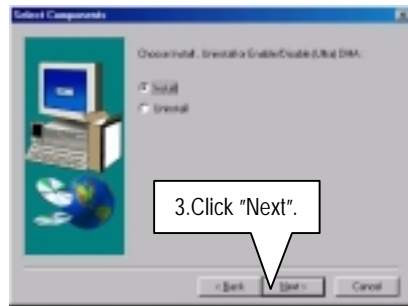 Select Components
Choose Install, Uninstall or Enable/Disable (Ultra) DMA:
Install
Uninstall
3.Click "Next".
< Back
Next >
Cancel